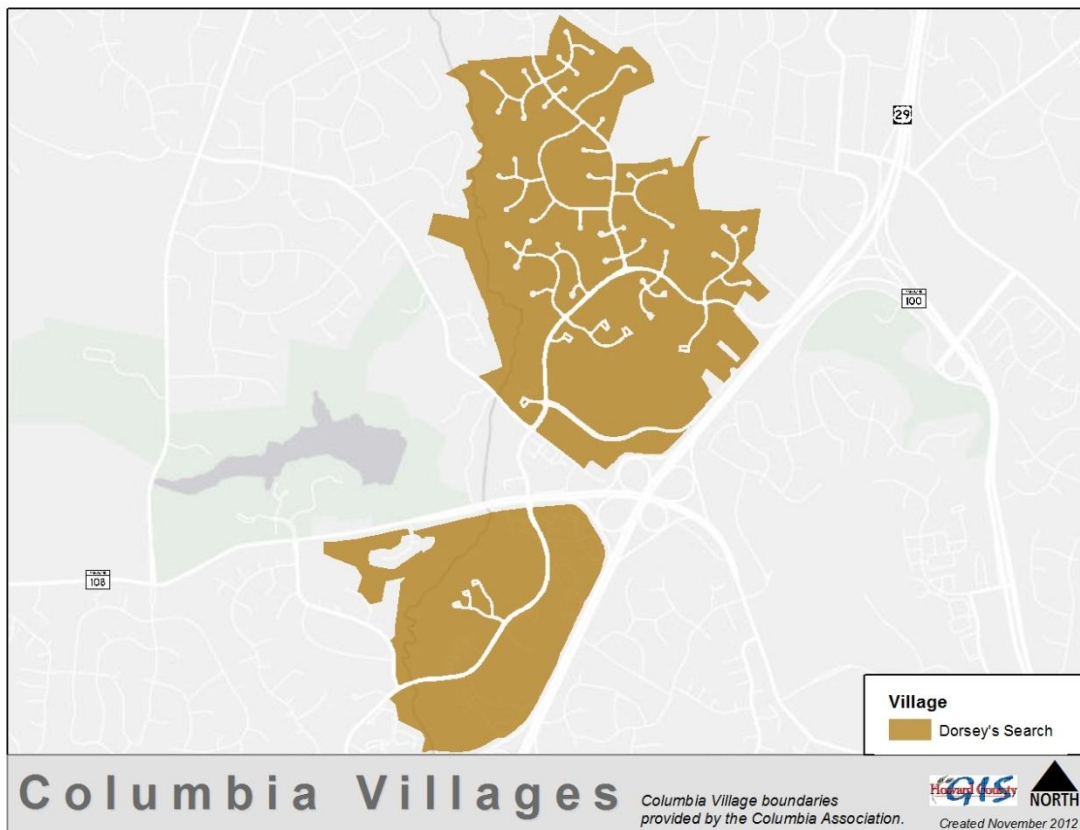 29
100
108
Village
Dorsey's Search
Columbia Villages
Columbia Village boundaries
provided by the Columbia Association.
Howard County
GIS
NORTH
Created November 2012